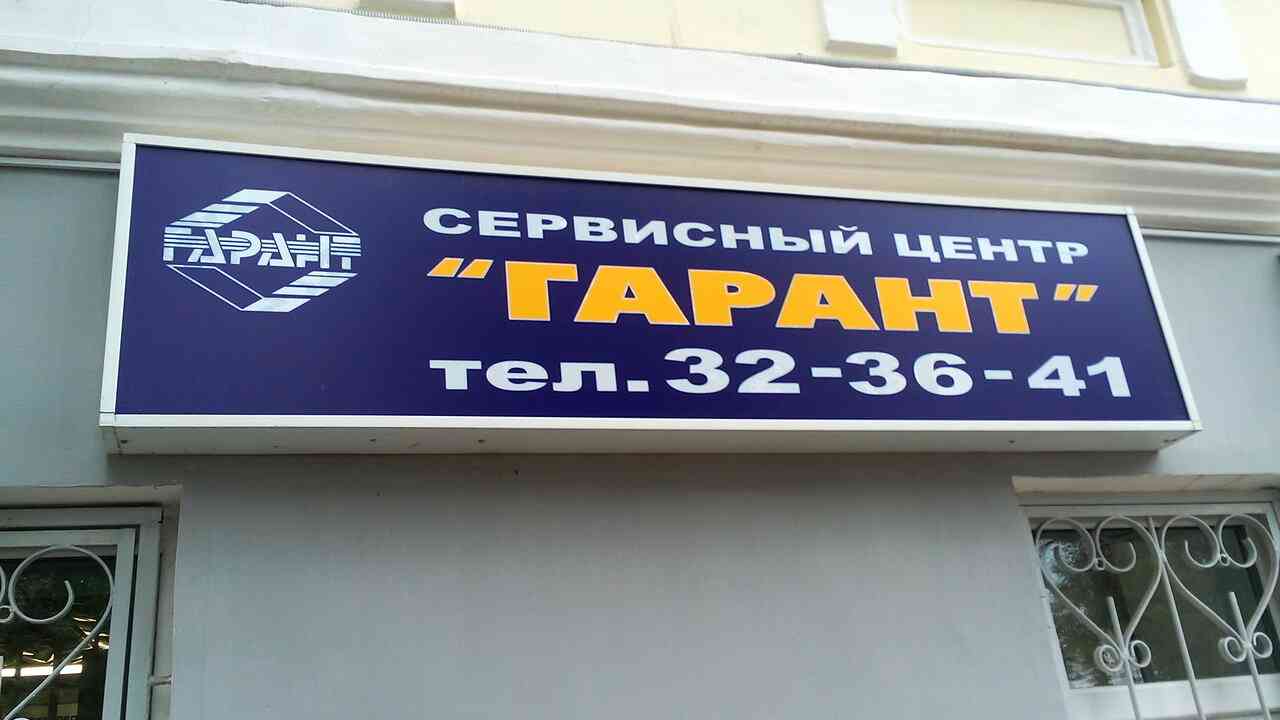 ГАРАНТ
СЕРВИСНЫЙ ЦЕНТР
"ГАРАНТ"
тел. 32-36-41